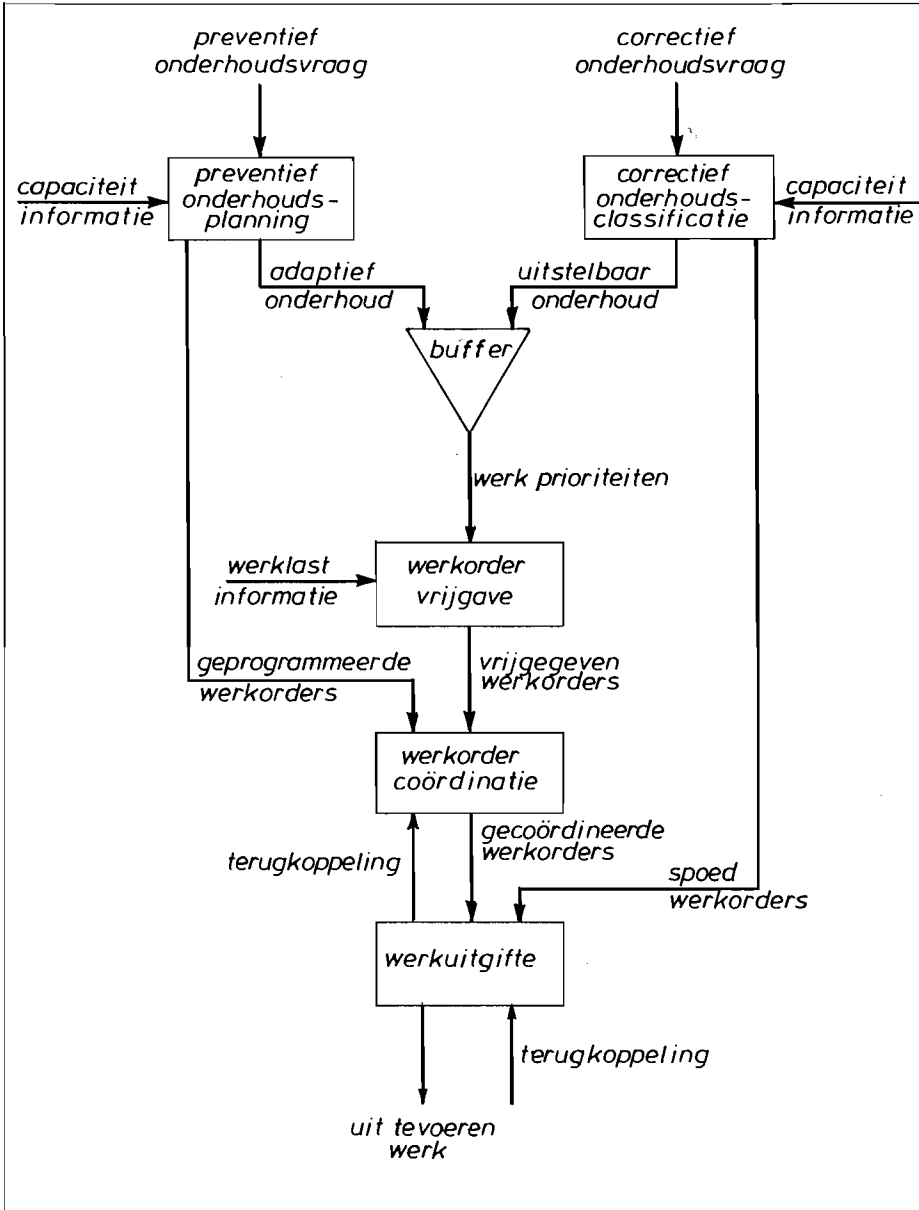 preventief
onderhoudsvraag
correctief
onderhoudsvraag
capaciteit
informatie
preventief
onderhouds-
planning
correctief
onderhouds-
classificatie
capaciteit
informatie
adaptief
onderhoud
uitstelbaar
onderhoud
buffer
werk prioriteiten
werklast
informatie
werkorder
vrijgave
geprogrammeerde
werkorders
vrijgegeven
werkorders
werkorder
coördinatie
terugkoppeling
gecoördineerde
werkorders
spoed
werkorders
werkuitgifte
terugkoppeling
uit tevoeren
werk